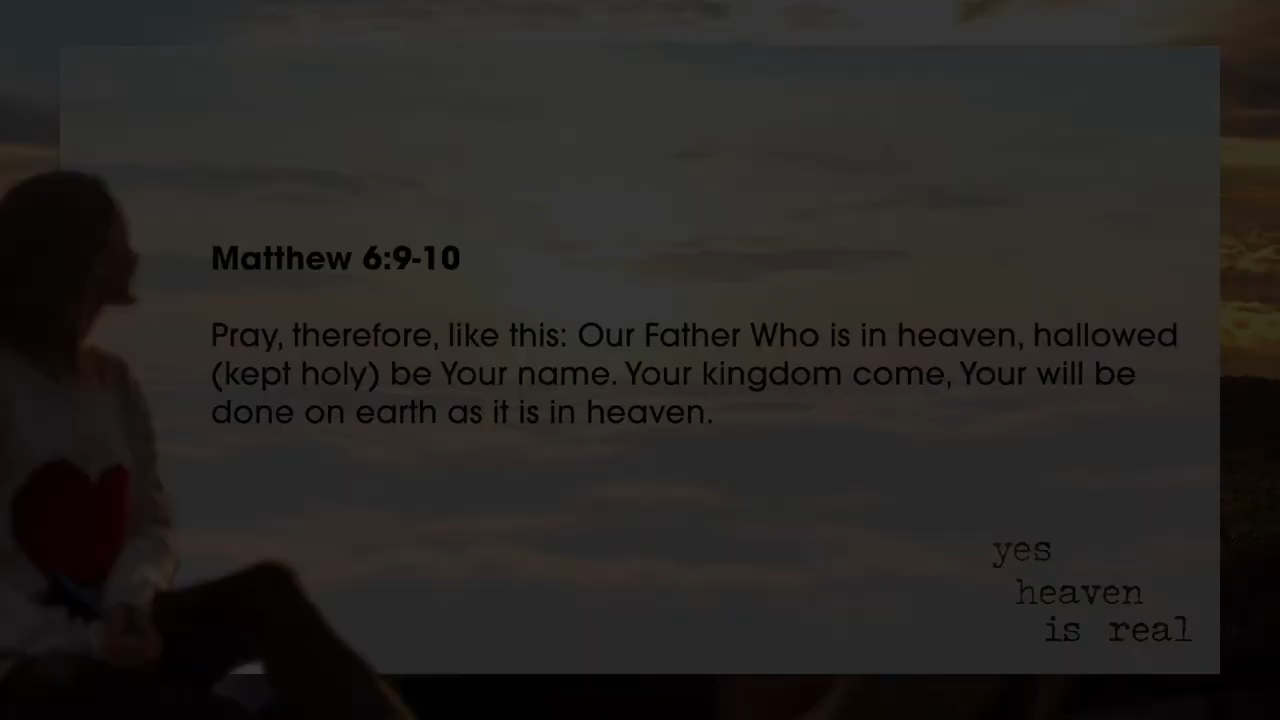 Matthew 6:9-10
Pray, therefore, like this: Our Father Who is in heaven, hallowed
(kept holy) be Your name. Your kingdom come, Your will be
done on earth as it is in heaven.
yes
heaven
is real